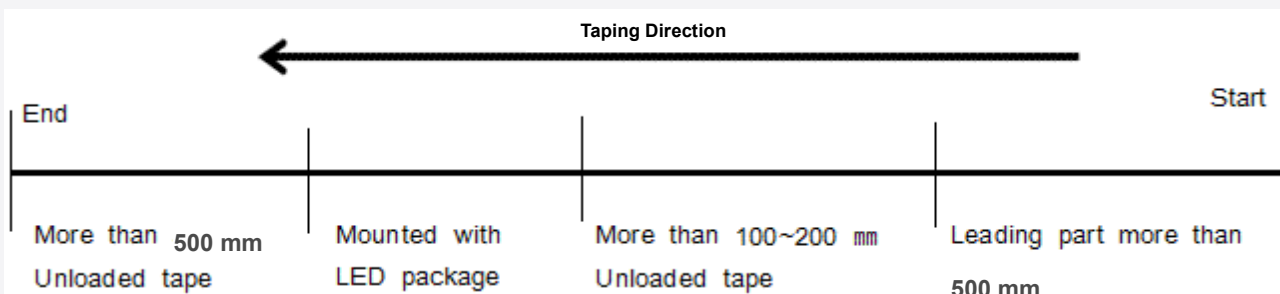 Taping Direction
Start
End
More than 500 mm
Unloaded tape
Mounted with
LED package
More than 100~200 mm
Unloaded tape
Leading part more than
500 mm